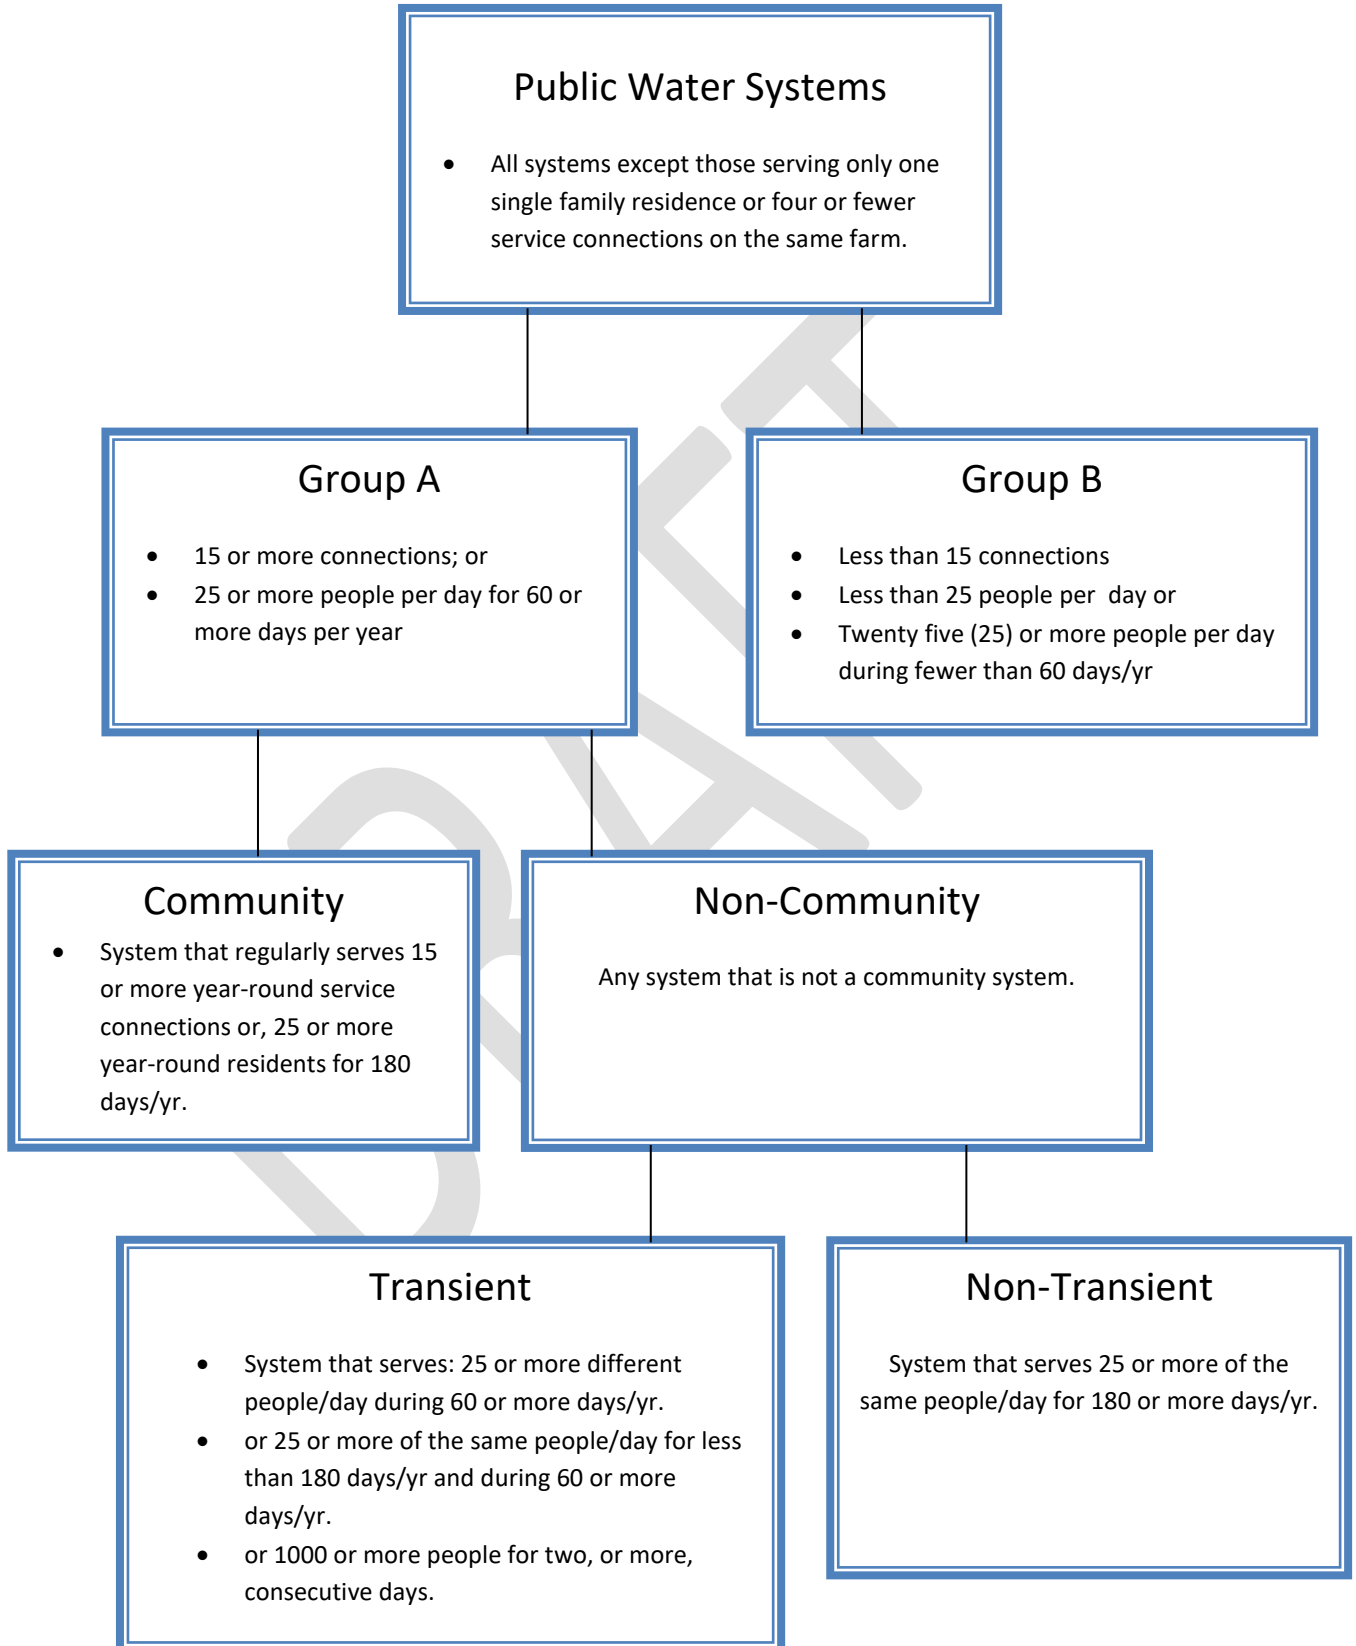 Public Water Systems
• All systems except those serving only one
single family residence or four or fewer
service connections on the same farm.
Group A
• 15 or more connections; or
• 25 or more people per day for 60 or
more days per year
Group B
• Less than 15 connections
• Less than 25 people per  day or
• Twenty five (25) or more people per day
during fewer than 60 days/yr
Community
• System that regularly serves 15
or more year-round service
connections or, 25 or more
year-round residents for 180
days/yr.
Non-Community
Any system that is not a community system.
Transient
• System that serves: 25 or more different
people/day during 60 or more days/yr.
• or 25 or more of the same people/day for less
than 180 days/yr and during 60 or more
days/yr.
• or 1000 or more people for two, or more,
consecutive days.
Non-Transient
System that serves 25 or more of the
same people/day for 180 or more days/yr.
DRAFT